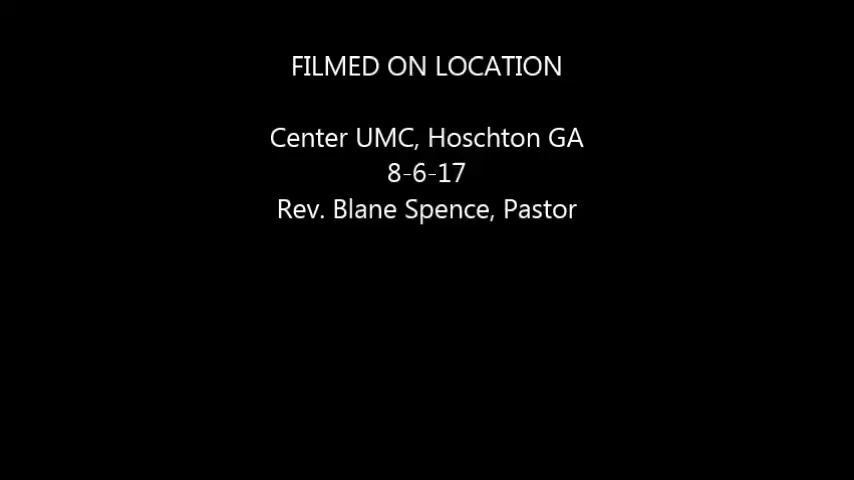 FILMED ON LOCATION
Center UMC, Hoschton GA
8-6-17
Rev. Blane Spence, Pastor